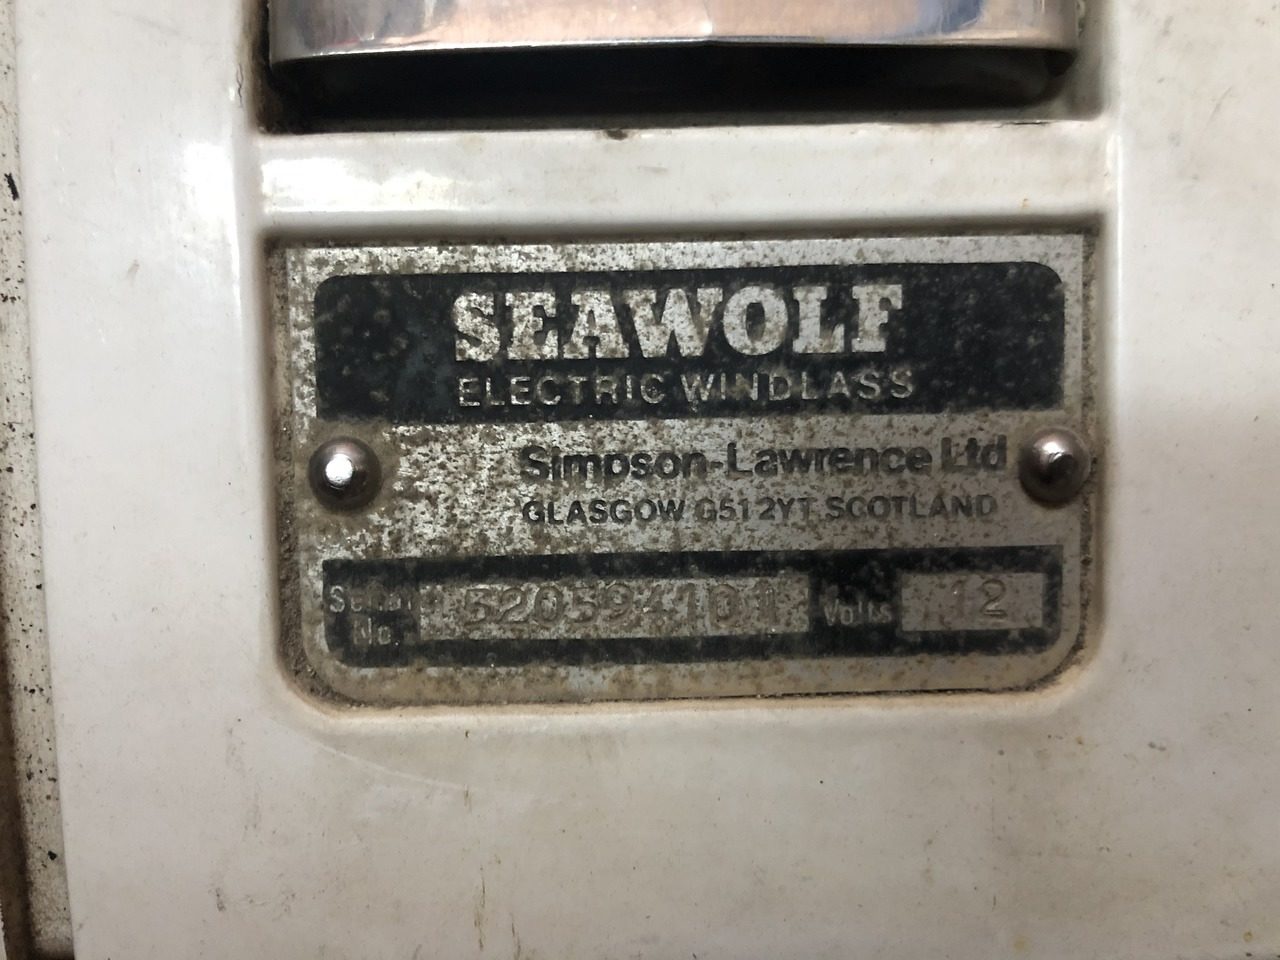 SEAWOLF
ELECTRIC WINDLASS
Simpson-Lawrence Ltd
GLASGOW G51 2YT SCOTLAND
Serial No. 520594101 Volts 12